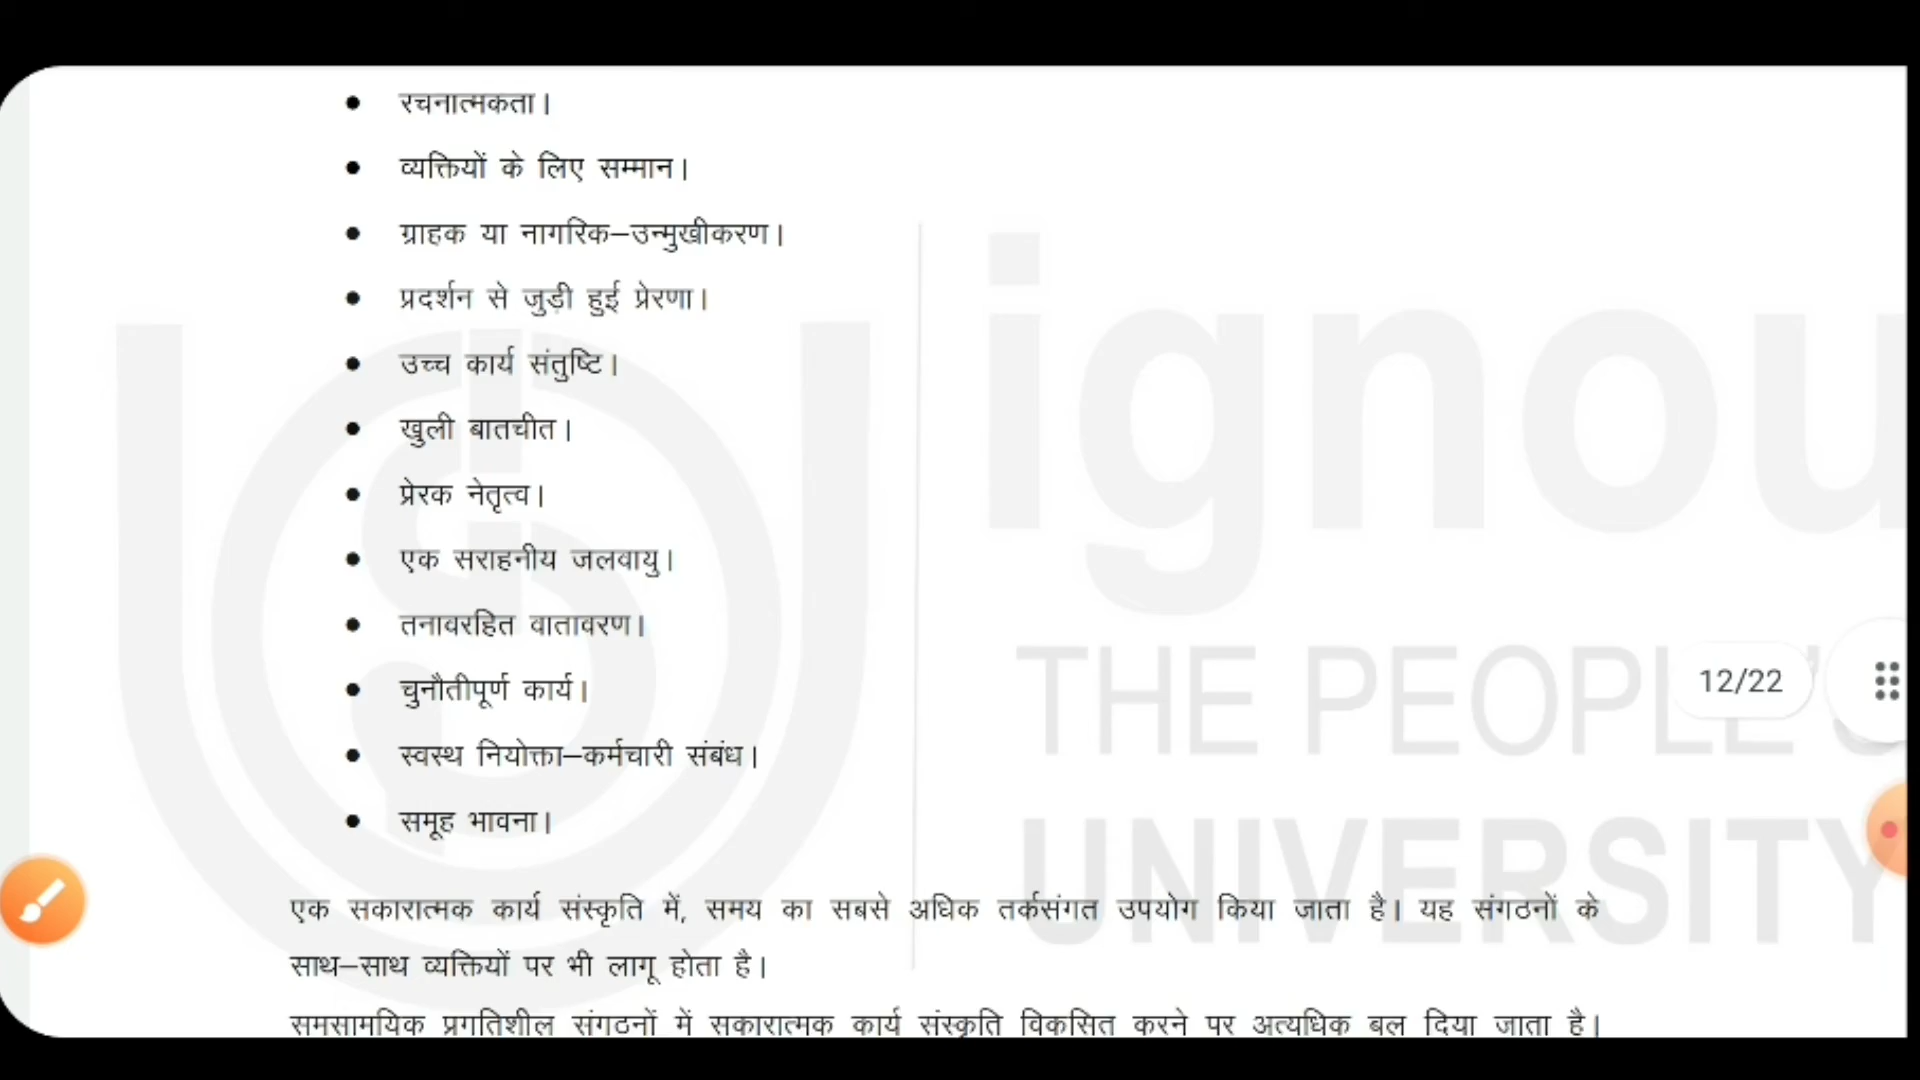 • रचनात्मकता।
• व्यक्तियों के लिए सम्मान।
• ग्राहक या नागरिक–उन्मुखीकरण।
• प्रदर्शन से जुड़ी हुई प्रेरणा।
• उच्च कार्य संतुष्टि।
• खुली बातचीत।
• प्रेरक नेतृत्व।
• एक सराहनीय जलवायु।
• तनावरहित वातावरण।
• चुनौतीपूर्ण कार्य।
• स्वस्थ नियोक्ता–कर्मचारी संबंध।
• समूह भावना।
एक सकारात्मक कार्य संस्कृति में, समय का सबसे अधिक तर्कसंगत उपयोग किया जाता है। यह संगठनों के
साथ–साथ व्यक्तियों पर भी लागू होता है।
समसामयिक प्रगतिशील संगठनों में सकारात्मक कार्य संस्कृति विकसित करने पर अत्यधिक बल दिया जाता है।
ignou
THE PEOPLE'S
UNIVERSITY
12/22